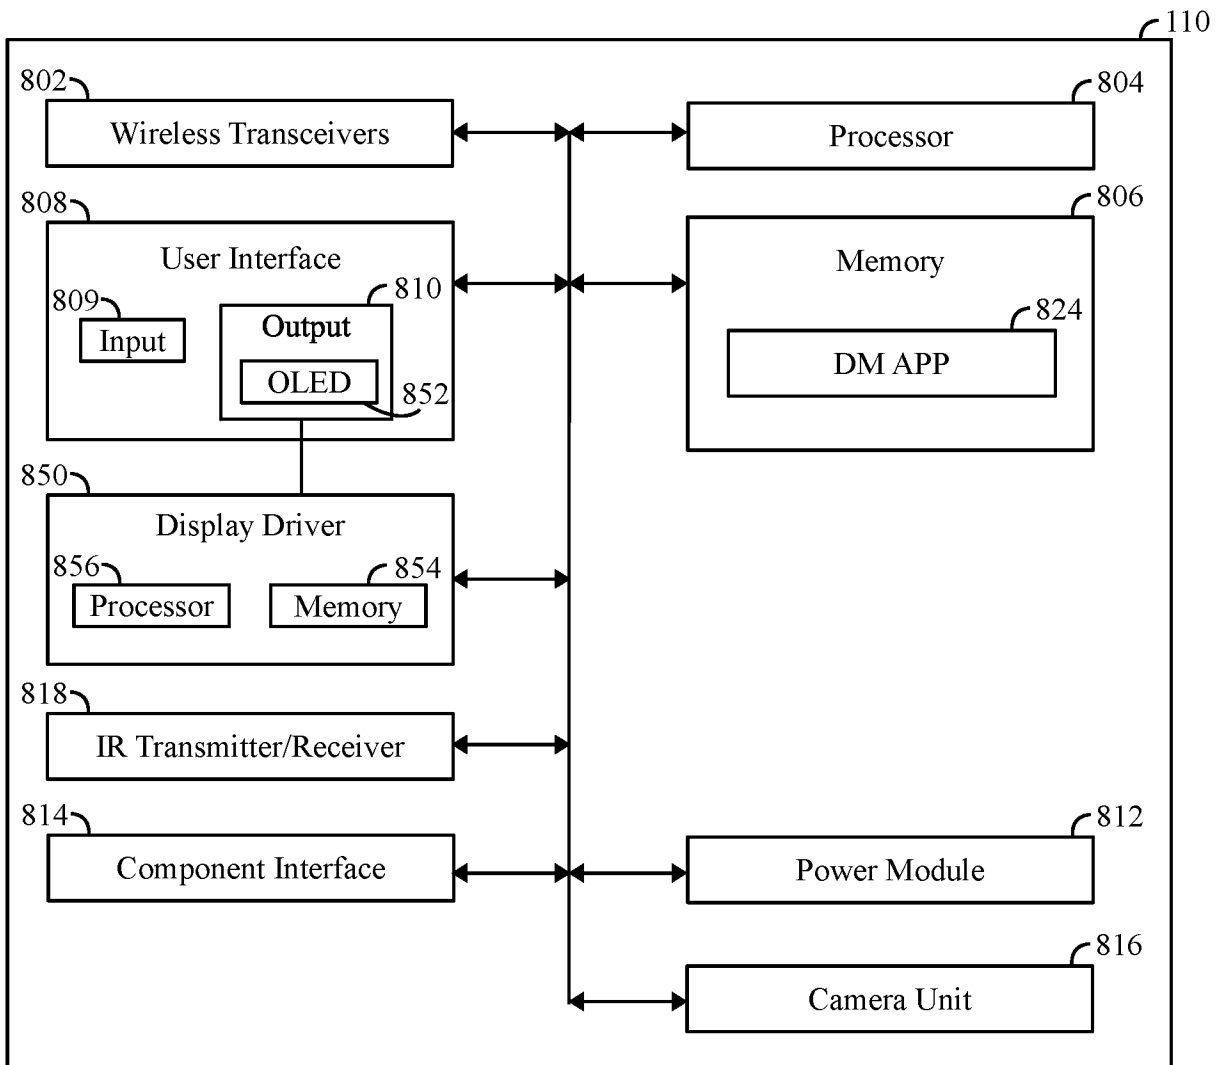 110
802
Wireless Transceivers
804
Processor
808
User Interface
809
Input
810
Output
OLED
852
806
Memory
824
DM APP
850
Display Driver
856
Processor
854
Memory
818
IR Transmitter/Receiver
814
Component Interface
812
Power Module
816
Camera Unit